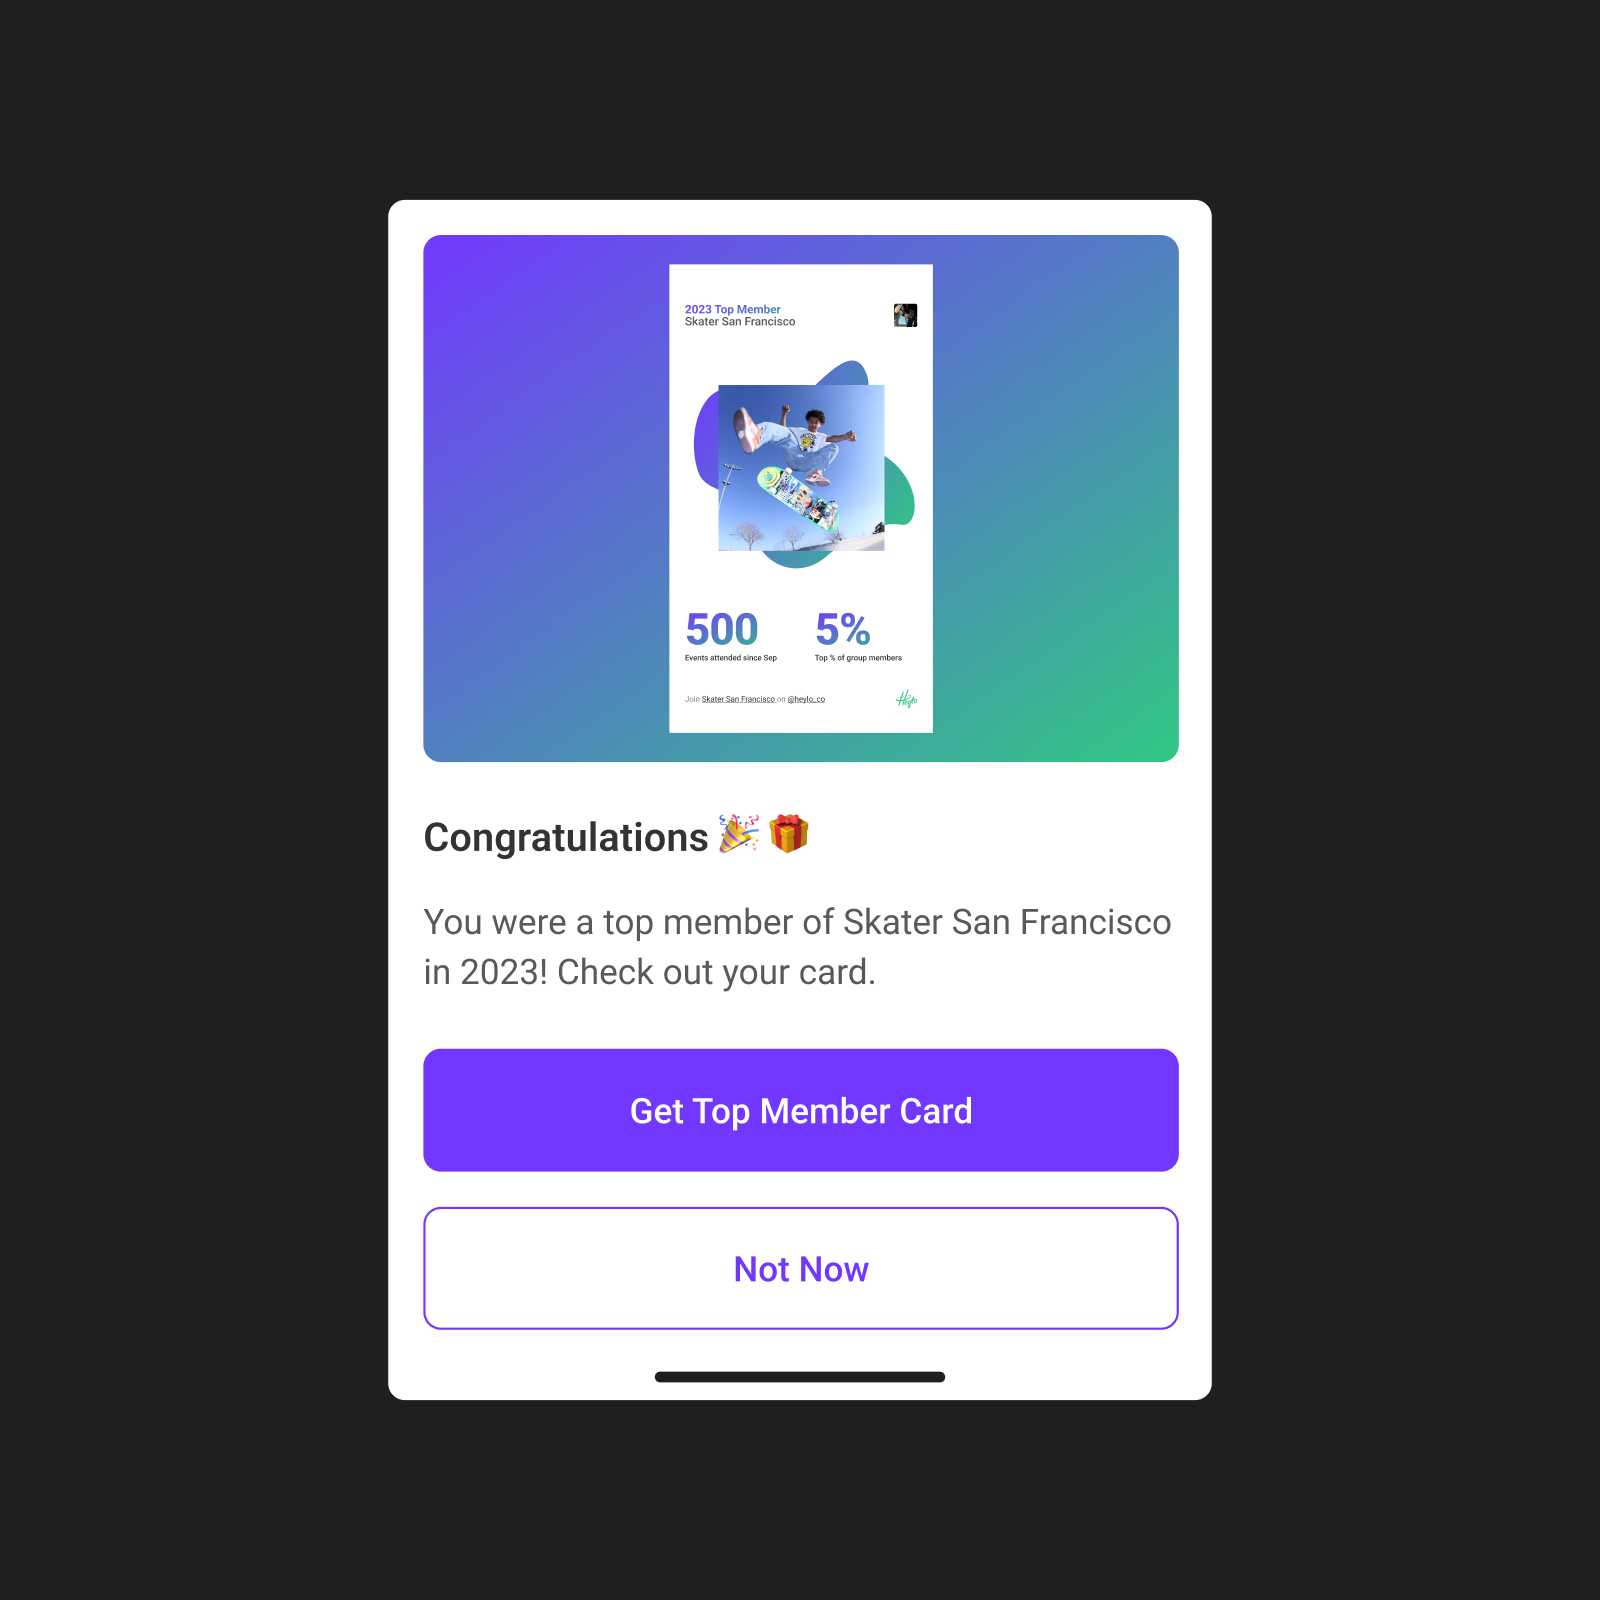 2023 Top Member
Skater San Francisco
500
5%
Events attended since Sep
Top % of group members
Join Skater San Francisco on @heylo_co
Heylo
Congratulations 🎉 🎁
You were a top member of Skater San Francisco
in 2023! Check out your card.
Get Top Member Card
Not Now